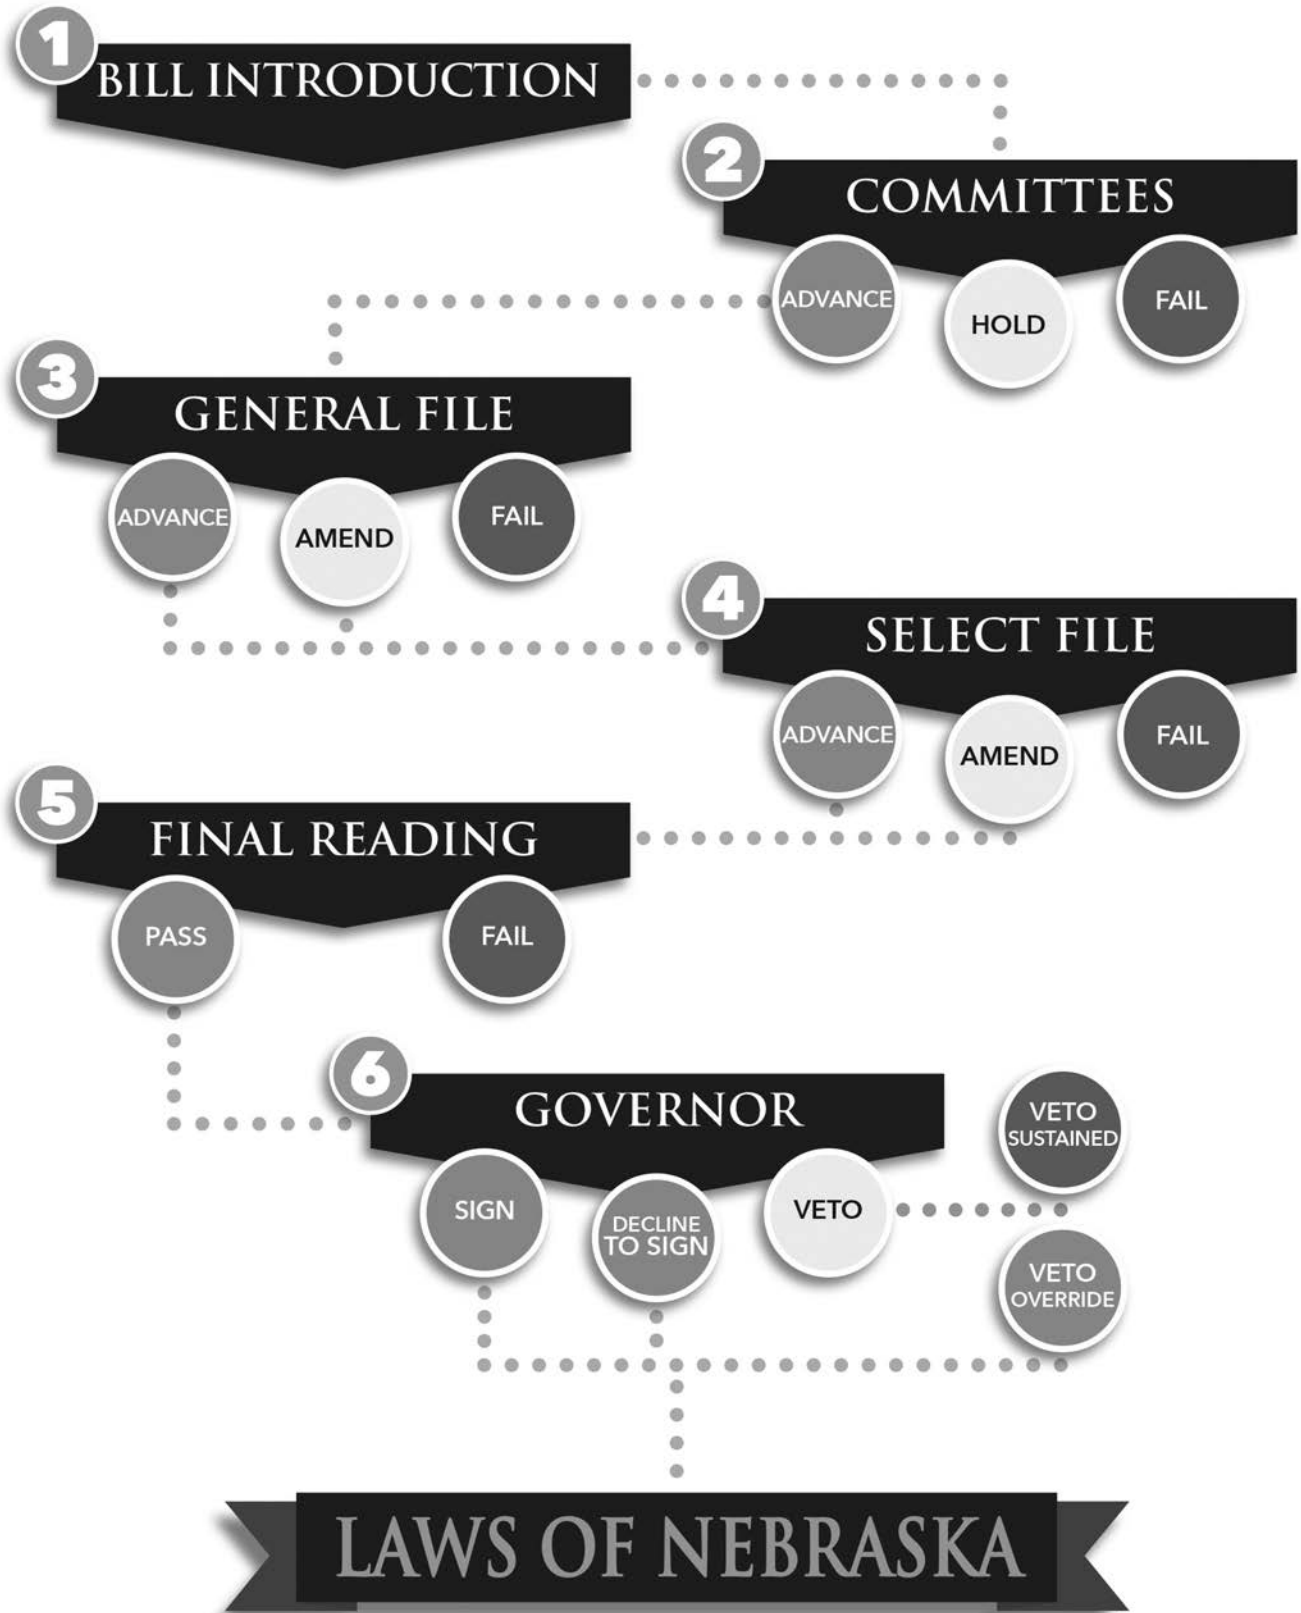 1
BILL INTRODUCTION
2
COMMITTEES
ADVANCE
HOLD
FAIL
3
GENERAL FILE
ADVANCE
AMEND
FAIL
4
SELECT FILE
ADVANCE
AMEND
FAIL
5
FINAL READING
PASS
FAIL
6
GOVERNOR
SIGN
DECLINE
TO SIGN
VETO
VETO
SUSTAINED
VETO
OVERRIDE
LAWS OF NEBRASKA